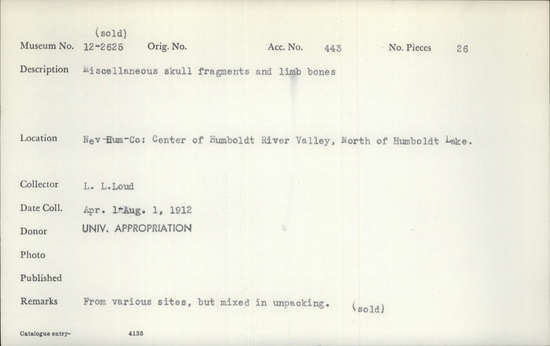 (sold)
Museum No. 12-2625 Orig. No. Acc. No. 443 No. Pieces 26
Description Miscellaneous skull fragments and limb bones
Location Nev-Hum-Co: Center of Humboldt River Valley, North of Humboldt Lake.
Collector L. L.Loud
Date Coll. Apr. 1-Aug. 1, 1912
Donor UNIV. APPROPRIATION
Photo
Published
Remarks From various sites, but mixed in unpacking. (sold)
Catalogue entry- 4135